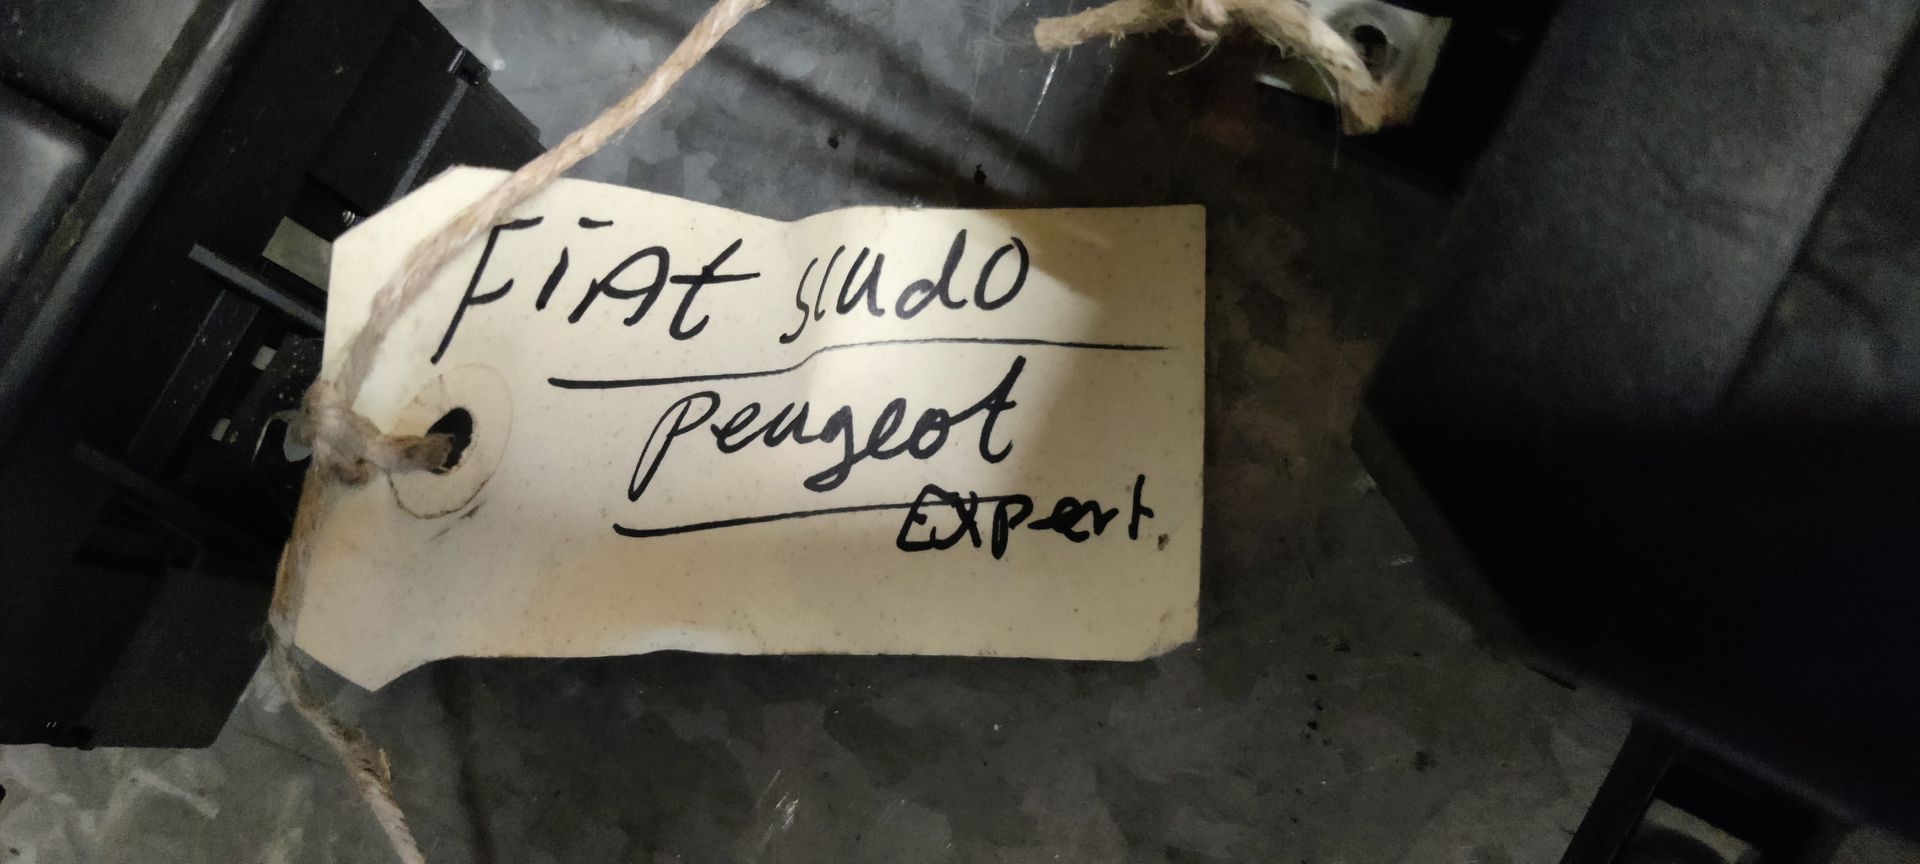 FiAt scudo
peugeot
Expert.